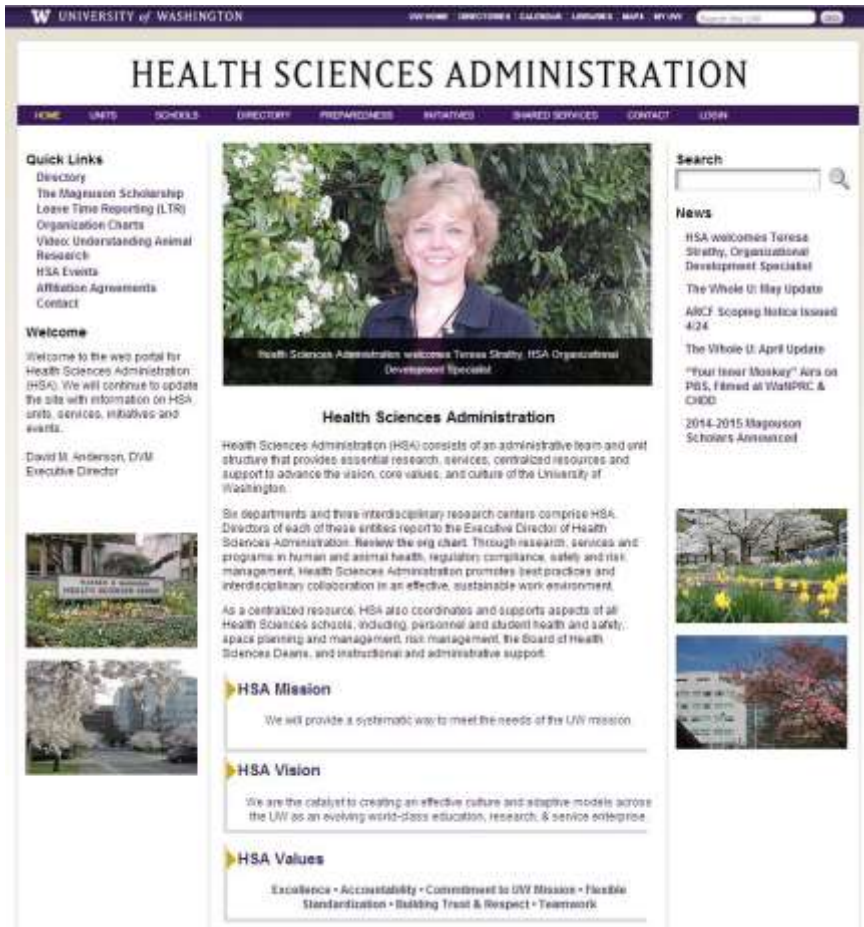 W UNIVERSITY of WASHINGTON
UW HOME DIRECTORIES CALENDAR LIBRARIES MAPS MY UW Search the UW GO
HEALTH SCIENCES ADMINISTRATION
HOME UNITS SCHOOLS DIRECTORY PREPAREDNESS INITIATIVES SHARED SERVICES CONTACT LOGIN
Quick Links
Directory
The Magnuson Scholarship
Leave Time Reporting (LTR)
Organization Charts
Video: Understanding Animal
Research
HSA Events
Affiliation Agreements
Contact
Welcome
Welcome to the web portal for
Health Sciences Administration
(HSA). We will continue to update
the site with information on HSA
units, services, initiatives and
events.
David M. Anderson, DVM
Executive Director
HEALTH SCIENCES
Health Sciences Administration welcomes Teresa Strathy, HSA Organizational
Development Specialist
Health Sciences Administration
Health Sciences Administration (HSA) consists of an administrative team and unit
structure that provides essential research, services, centralized resources and
support to advance the vision, core values, and culture of the University of
Washington.
Six departments and three interdisciplinary research centers comprise HSA.
Directors of each of these entities report to the Executive Director of Health
Sciences Administration. Review the org chart. Through research, services and
programs in human and animal health, regulatory compliance, safety and risk
management, Health Sciences Administration promotes best practices and
interdisciplinary collaboration in an effective, sustainable work environment.
As a centralized resource, HSA also coordinates and supports aspects of all
Health Sciences schools, including, personnel and student health and safety,
space planning and management, risk management, the Board of Health
Sciences Deans, and instructional and administrative support.
HSA Mission
We will provide a systematic way to meet the needs of the UW mission.
HSA Vision
We are the catalyst to creating an effective culture and adaptive models across
the UW as an evolving world-class education, research, & service enterprise.
HSA Values
Excellence • Accountability • Commitment to UW Mission • Flexible
Standardization • Building Trust & Respect • Teamwork
Search
News
HSA welcomes Teresa
Strathy, Organizational
Development Specialist
The Whole U: May Update
ARCF Scoping Notice Issued
4/24
The Whole U: April Update
"Your Inner Monkey" Airs on
PBS, Filmed at WaNPRC &
CHDD
2014-2015 Magnuson
Scholars Announced